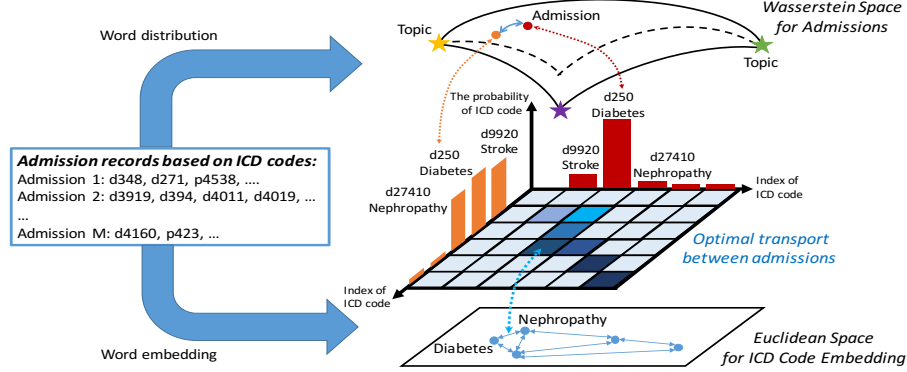 Word distribution
Wasserstein Space
for Admissions
Topic
Admission
Topic
The probability
of ICD code
d250
Diabetes
d9920
Stroke
d27410
Nephropathy
d9920
Stroke
d250
Diabetes
d27410
Nephropathy
Index of
ICD code
Admission records based on ICD codes:
Admission 1: d348, d271, p4538, ....
Admission 2: d3919, d394, d4011, d4019, ...
...
Admission M: d4160, p423, ...
Optimal transport
between admissions
Index of
ICD code
Nephropathy
Diabetes
Euclidean Space
for ICD Code Embedding
Word embedding